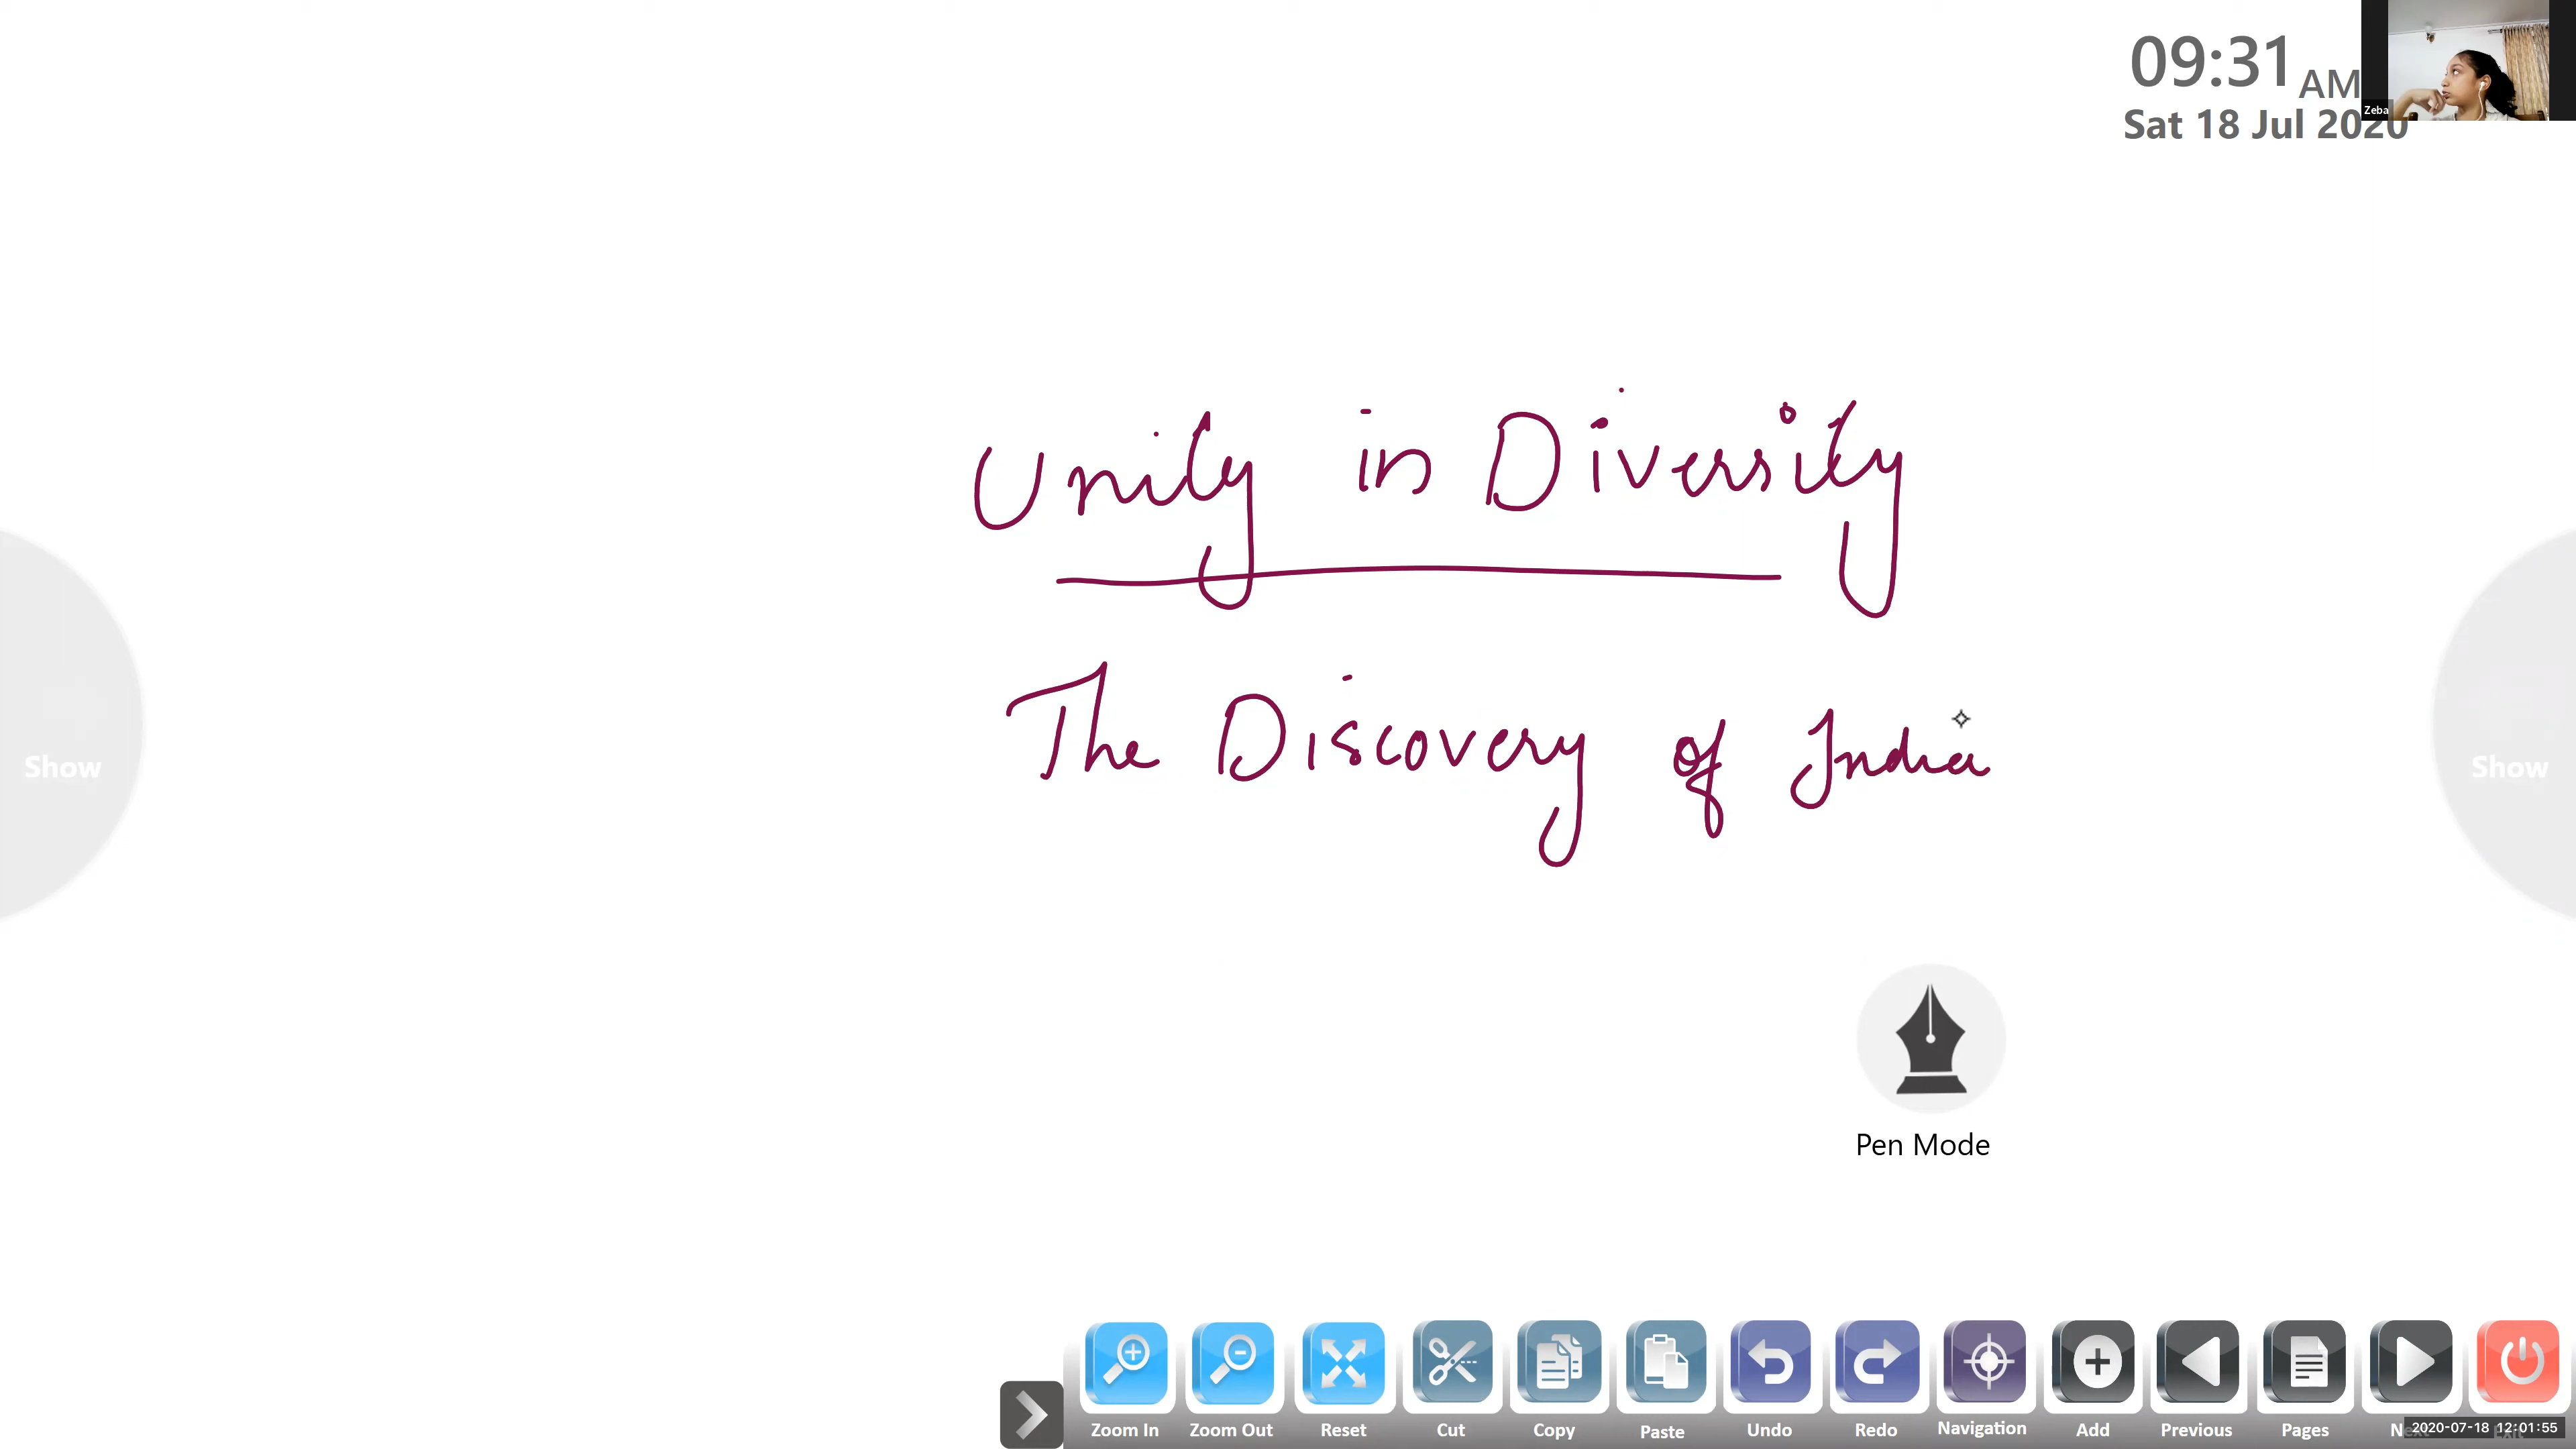 09:31 AM
Zeba
Sat 18 Jul 2020
Unity in Diversity
The Discovery of India
Show
Show
Pen Mode
Zoom In Zoom Out Reset Cut Copy Paste Undo Redo Navigation Add Previous Pages
2020-07-18 12:01:55